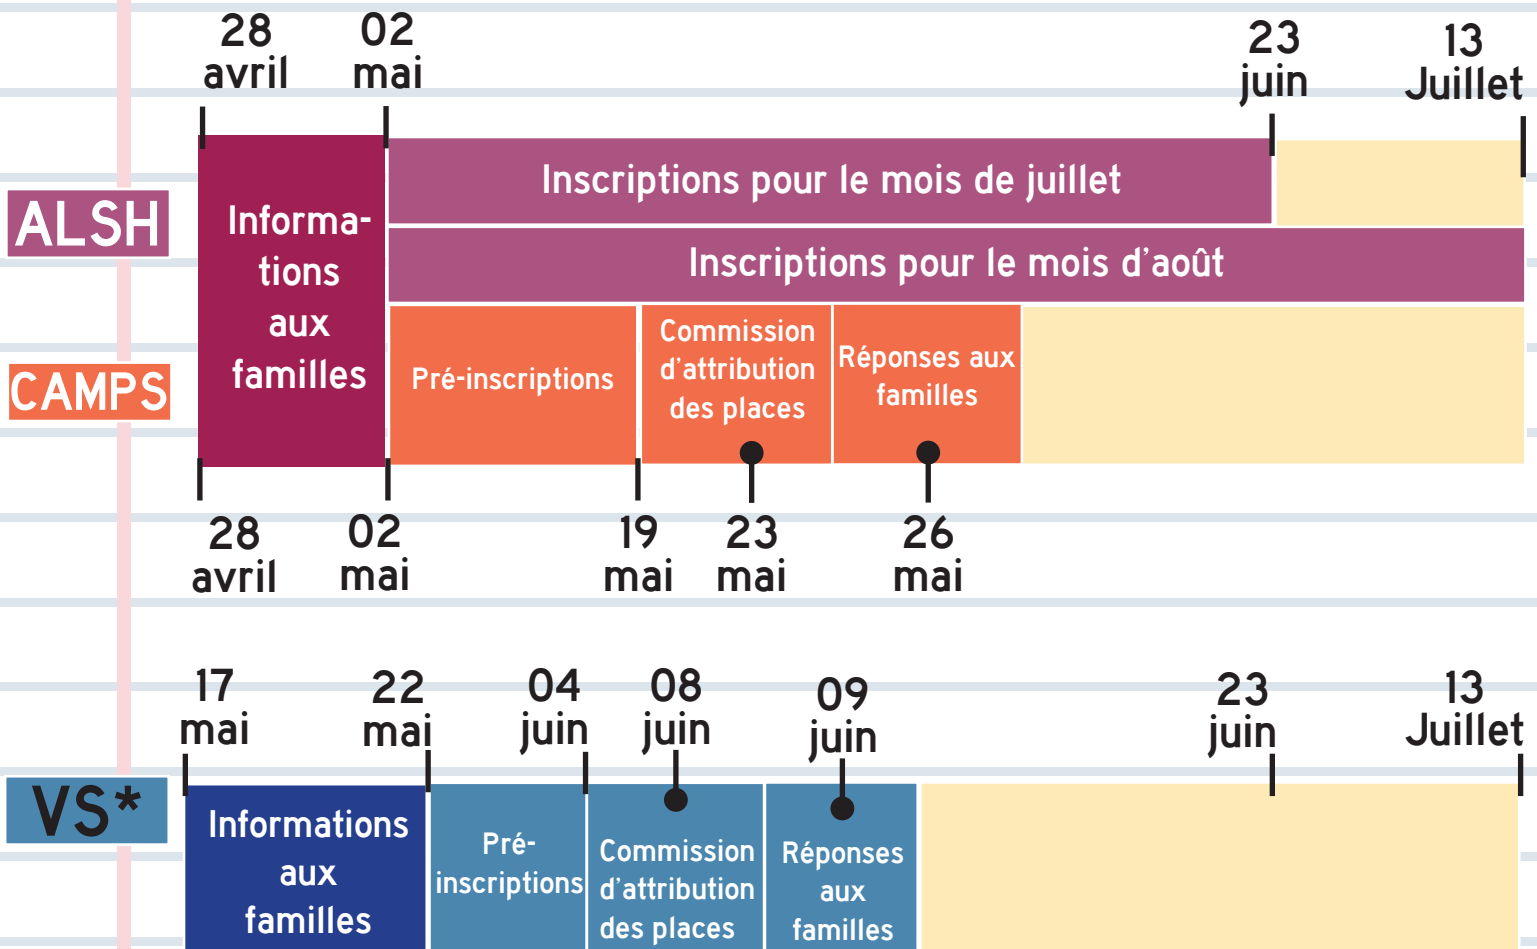 28
avril
02
mai
23
juin
13
Juillet
ALSH
Informa-
tions
aux
familles
Inscriptions pour le mois de juillet
Inscriptions pour le mois d'août
CAMPS
Pré-inscriptions
Commission
d'attribution
des places
Réponses aux
familles
28
avril
02
mai
19
mai
23
mai
26
mai
17
mai
22
mai
04
juin
08
juin
09
juin
23
juin
13
Juillet
VS*
Informations
aux
familles
Pré-
inscriptions
Commission
d'attribution
des places
Réponses
aux
familles